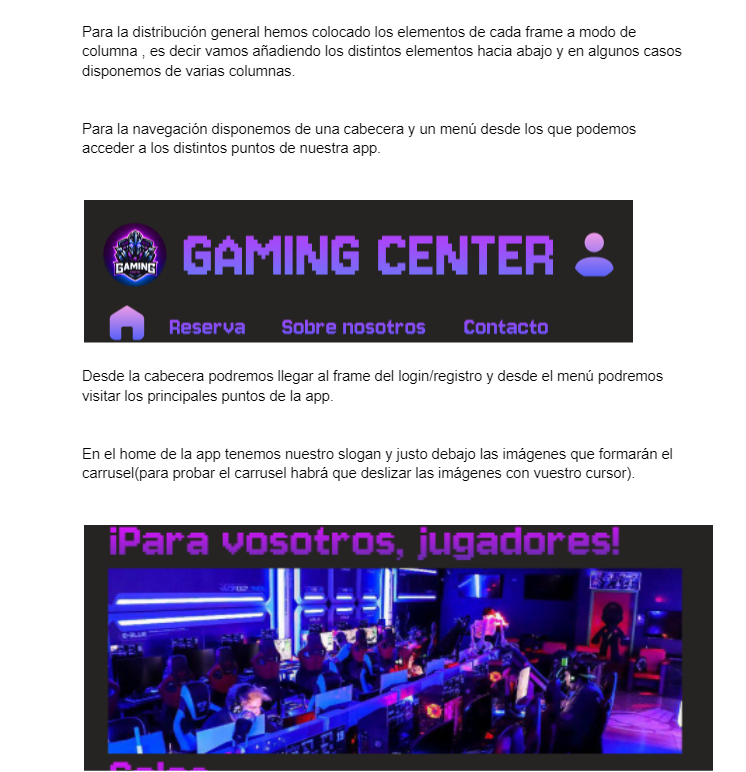 Para la distribución general hemos colocado los elementos de cada frame a modo de
columna , es decir vamos añadiendo los distintos elementos hacia abajo y en algunos casos
disponemos de varias columnas.
Para la navegación disponemos de una cabecera y un menú desde los que podemos
acceder a los distintos puntos de nuestra app.
GAMING
GAMING CENTER
Reserva Sobre nosotros Contacto
Desde la cabecera podremos llegar al frame del login/registro y desde el menú podremos
visitar los principales puntos de la app.
En el home de la app tenemos nuestro slogan y justo debajo las imágenes que formarán el
carrusel(para probar el carrusel habrá que deslizar las imágenes con vuestro cursor).
¡Para vosotros, jugadores!